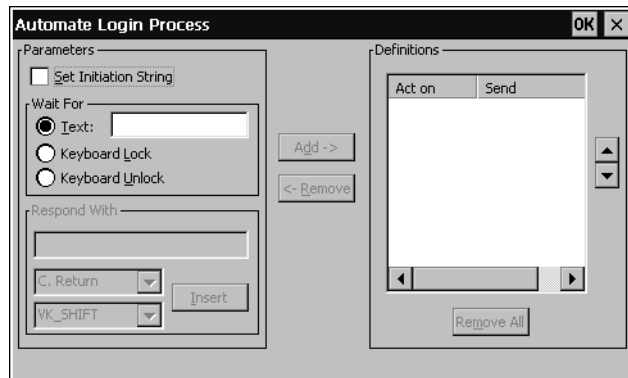 Automate Login Process OK ×
Parameters
Set Initiation String
Wait For
Text:
Keyboard Lock
Keyboard Unlock
Respond With
C. Return
VK_SHIFT
Insert
Add ->
<- Remove
Definitions
Act on Send
Remove All